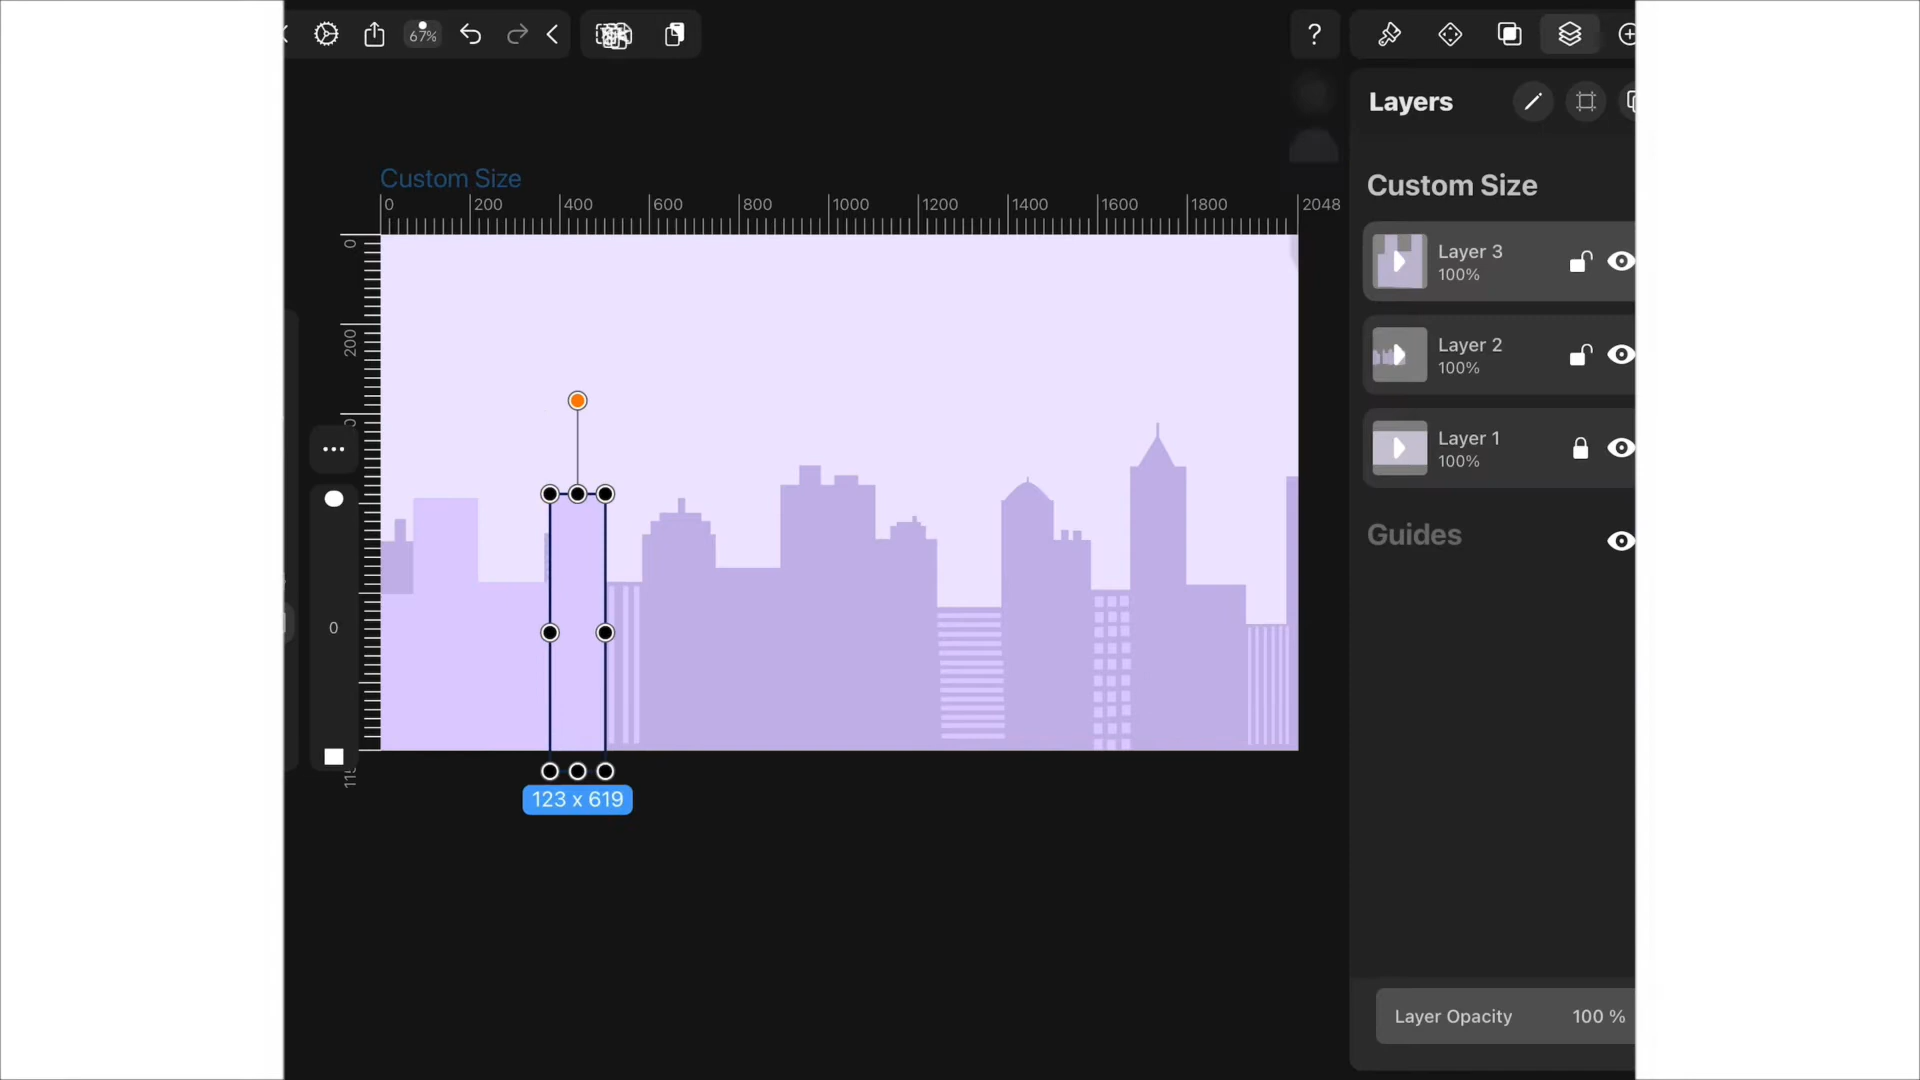 67%
?
Layers
Custom Size
0 200 400 600 800 1000 1200 1400 1600 1800 2048
0
200
0
123 x 619
Custom Size
Layer 3
100%
Layer 2
100%
Layer 1
100%
Guides
Layer Opacity 100 %